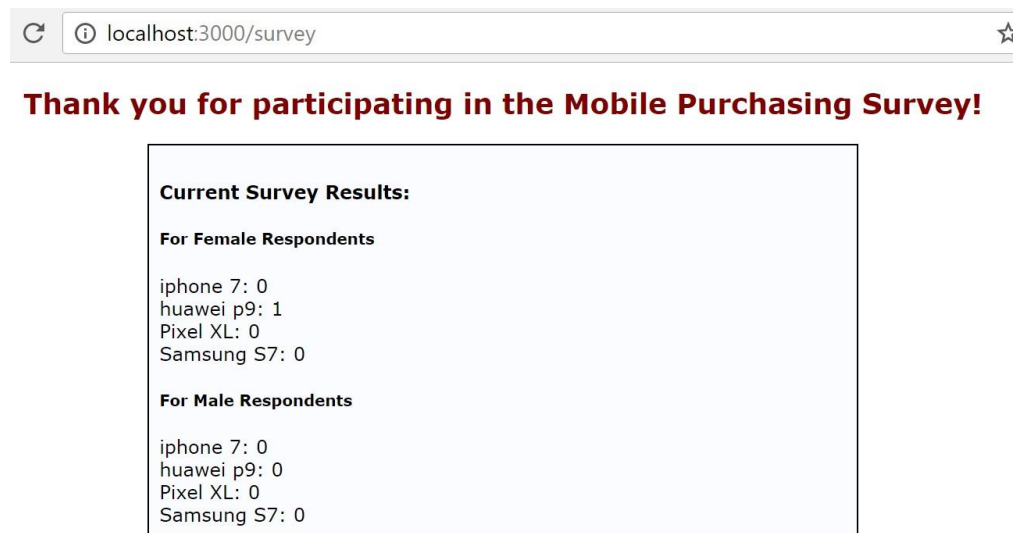 localhost:3000/survey
Thank you for participating in the Mobile Purchasing Survey!
Current Survey Results:
For Female Respondents
iphone 7: 0
huawei p9: 1
Pixel XL: 0
Samsung S7: 0
For Male Respondents
iphone 7: 0
huawei p9: 0
Pixel XL: 0
Samsung S7: 0